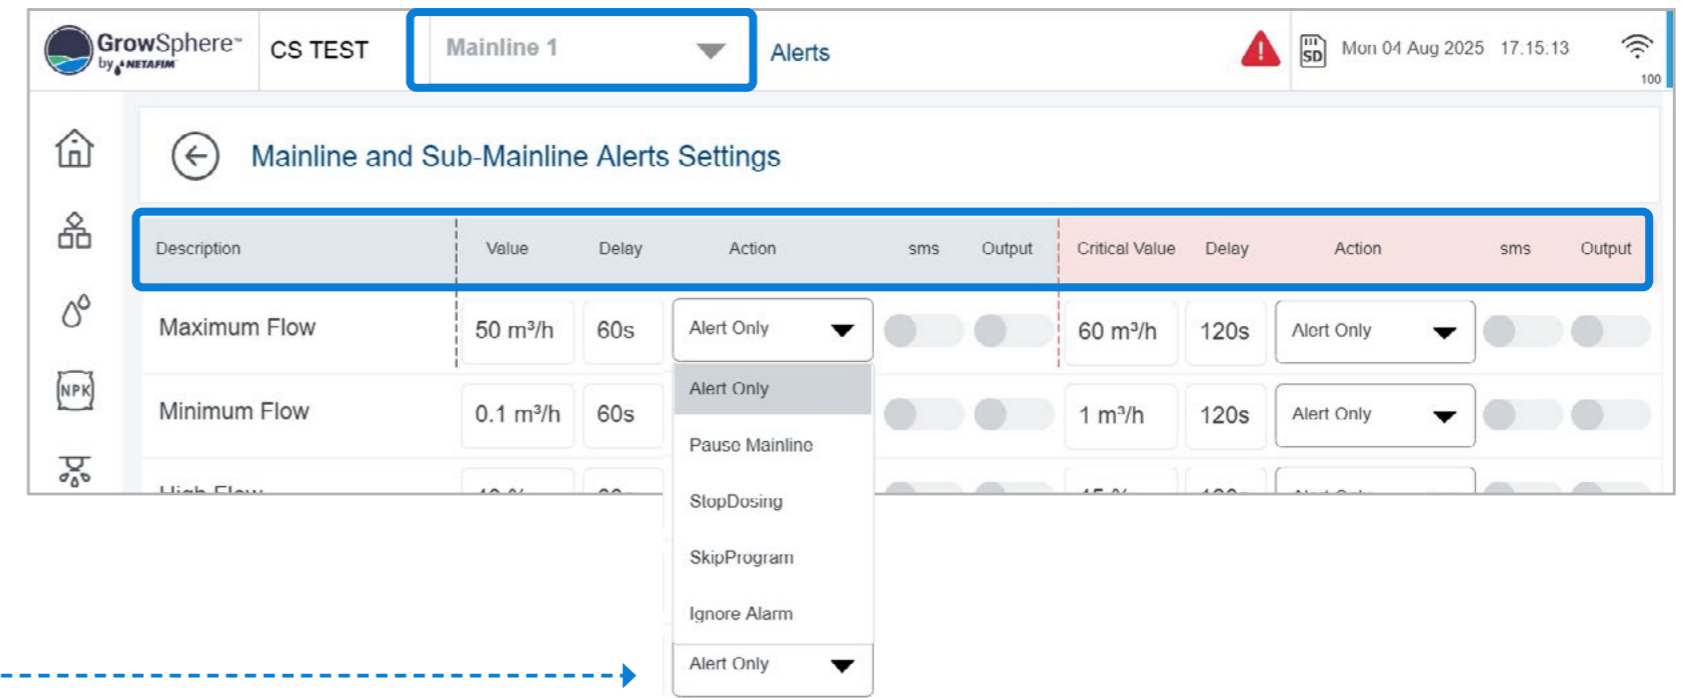 GrowSphere™
by NETAFIM
CS TEST
Mainline 1
Alerts
SD
Mon 04 Aug 2025 17.15.13
100
Mainline and Sub-Mainline Alerts Settings
Description Value Delay Action sms Output Critical Value Delay Action sms Output
Maximum Flow 50 m³/h 60s Alert Only 60 m³/h 120s Alert Only
Alert Only
NPK
Minimum Flow 0.1 m³/h 60s 1 m³/h 120s Alert Only
Pause Mainline
High Flow
StopDosing
SkipProgram
Ignore Alarm
Alert Only